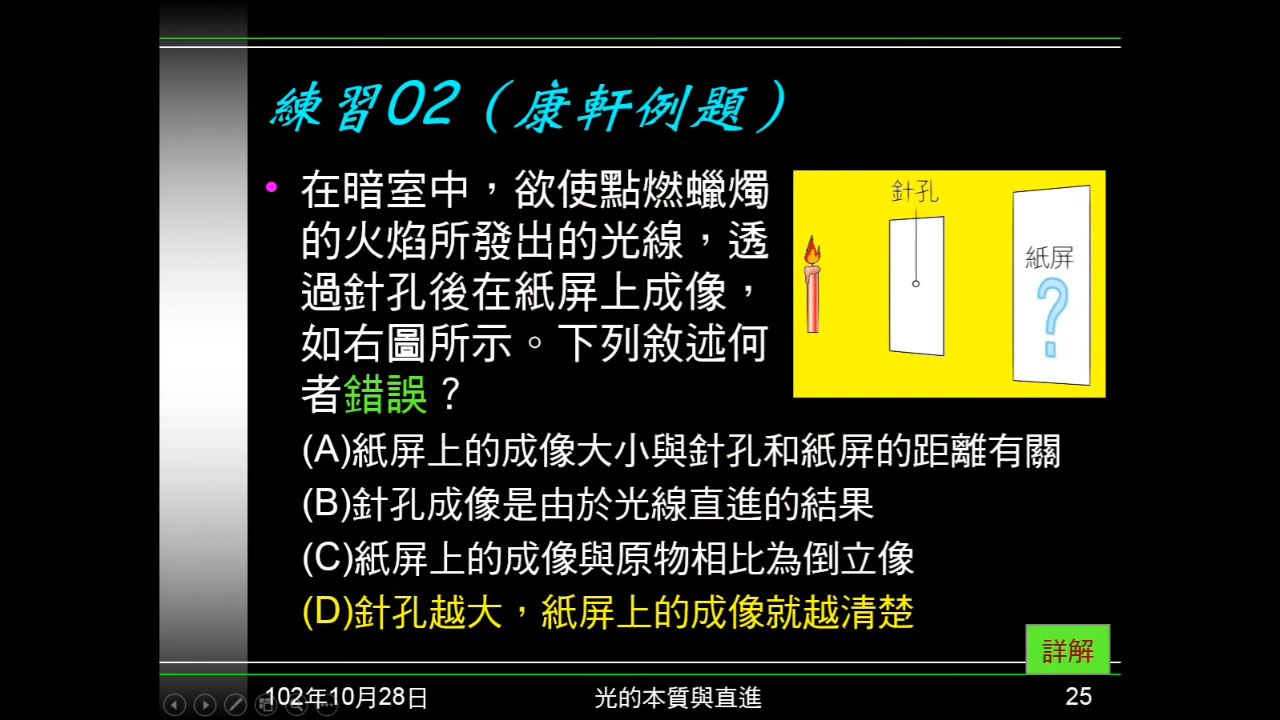 練習02（康軒例題）
• 在暗室中，欲使點燃蠟燭
的火焰所發出的光線，透
過針孔後在紙屏上成像，
如右圖所示。下列敘述何
者錯誤？
針孔
紙屏
?
(A)紙屏上的成像大小與針孔和紙屏的距離有關
(B)針孔成像是由於光線直進的結果
(C)紙屏上的成像與原物相比為倒立像
(D)針孔越大，紙屏上的成像就越清楚
詳解
102年10月28日
光的本質與直進
25